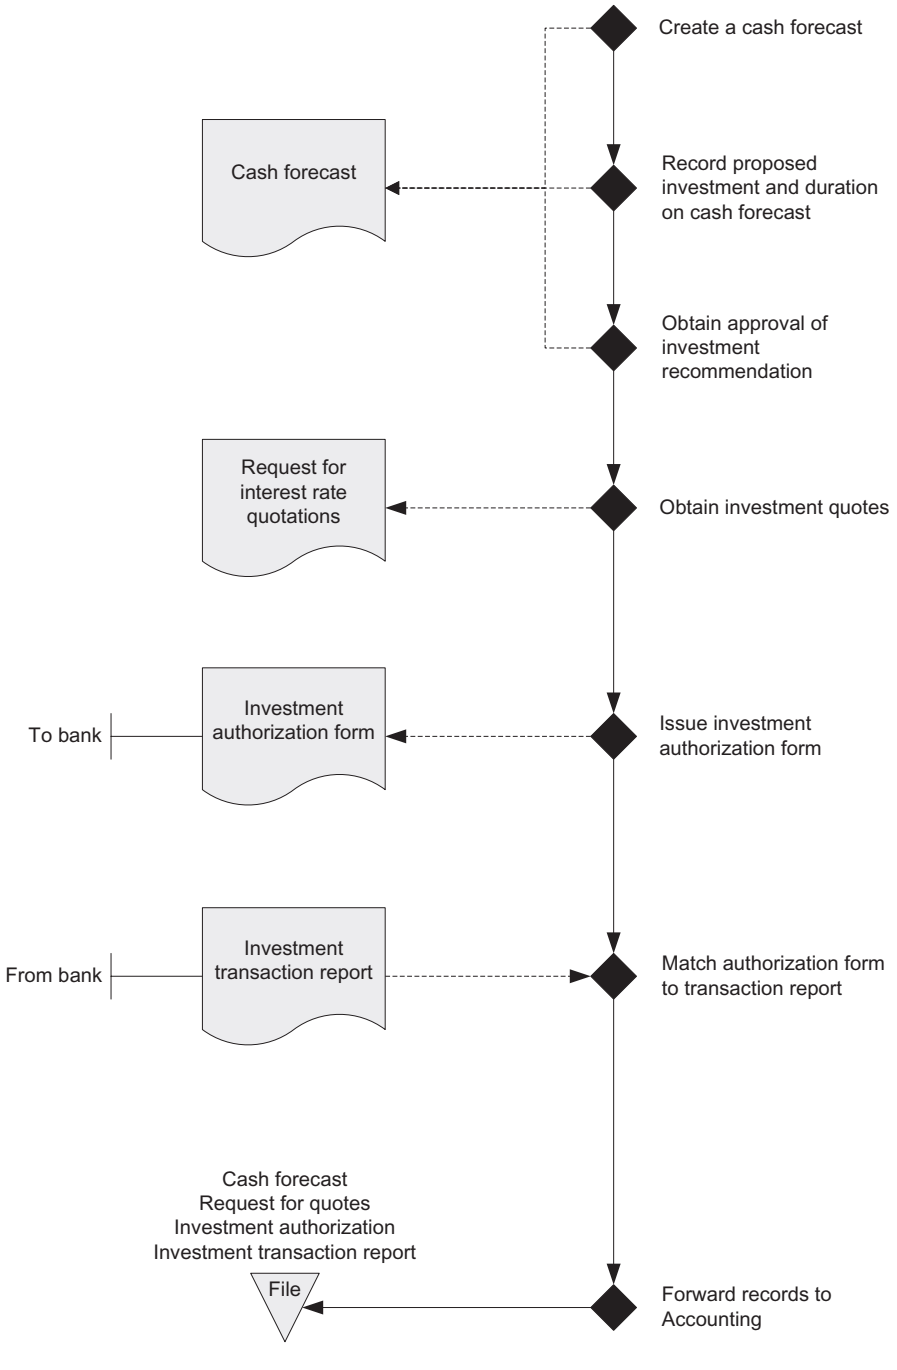 Create a cash forecast
Cash forecast
Record proposed
investment and duration
on cash forecast
Obtain approval of
investment
recommendation
Request for
interest rate
quotations
Obtain investment quotes
To bank
Investment
authorization form
Issue investment
authorization form
From bank
Investment
transaction report
Match authorization form
to transaction report
Cash forecast
Request for quotes
Investment authorization
Investment transaction report
File
Forward records to
Accounting